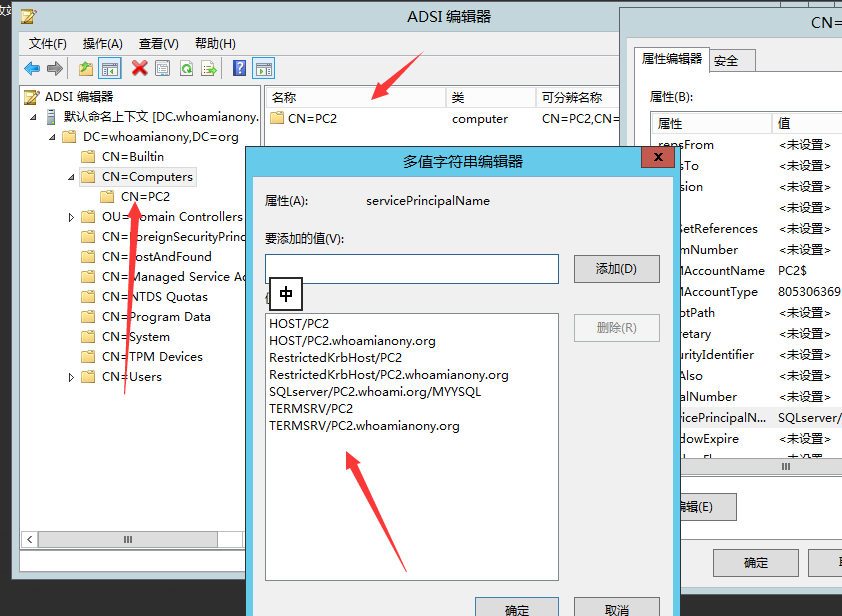 ADSI 编辑器
文件(F) 操作(A) 查看(V) 帮助(H)
ADSI 编辑器
默认命名上下文 [DC.whoamianony.
DC=whoamianony,DC=org
CN=Builtin
CN=Computers
CN=PC2
OU=Domain Controllers
CN=ForeignSecurityPrinc
CN=LostAndFound
CN=Managed Service Ac
CN=NTDS Quotas
CN=Program Data
CN=System
CN=TPM Devices
CN=Users
名称 类 可分辨名称
CN=PC2 computer CN=PC2,CN=
多值字符串编辑器
x
属性(A): servicePrincipalName
要添加的值(V):
添加(D)
中
删除(R)
HOST/PC2
HOST/PC2.whoamianony.org
RestrictedKrbHost/PC2
RestrictedKrbHost/PC2.whoamianony.org
SQLserver/PC2.whoami.org/MYYSQL
TERMSRV/PC2
TERMSRV/PC2.whoamianony.org
确定 取消
CN=
属性编辑器 安全
属性(B):
属性 值
repsFrom <未设置>
sTo <未设置>
sion <未设置>
<未设置>
SetReferences <未设置>
mNumber <未设置>
MAccountName PC2$
MAccountType 805306369
ptPath <未设置>
retary <未设置>
urityIdentifier <未设置>
Also <未设置>
alNumber <未设置>
vicePrincipalN... SQLserver/
dowExpire <未设置>
<未设置>
编辑(E)
确定